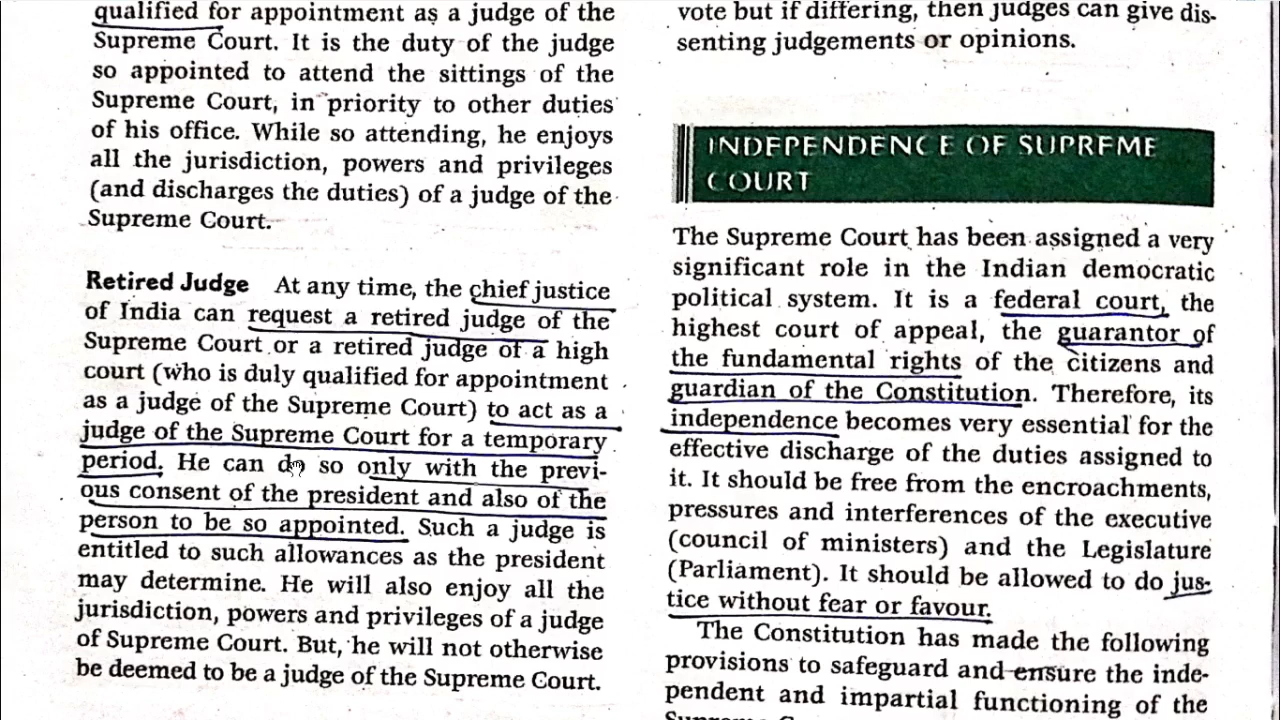 qualified for appointment as a judge of the
Supreme Court. It is the duty of the judge
so appointed to attend the sittings of the
Supreme Court, in priority to other duties
of his office. While so attending, he enjoys
all the jurisdiction, powers and privileges
(and discharges the duties) of a judge of the
Supreme Court.
Retired Judge At any time, the chief justice
of India can request a retired judge of the
Supreme Court or a retired judge of a high
court (who is duly qualified for appointment
as a judge of the Supreme Court) to act as a
judge of the Supreme Court for a temporary
period. He can do so only with the previ-
ous consent of the president and also of the
person to be so appointed. Such a judge is
entitled to such allowances as the president
may determine. He will also enjoy all the
jurisdiction, powers and privileges of a judge
of Supreme Court. But, he will not otherwise
be deemed to be a judge of the Supreme Court.
vote but if differing, then judges can give dis-
senting judgements or opinions.
INDEPENDENCE OF SUPREME
COURT
The Supreme Court has been assigned a very
significant role in the Indian democratic
political system. It is a federal court, the
highest court of appeal, the guarantor of
the fundamental rights of the citizens and
guardian of the Constitution. Therefore, its
independence becomes very essential for the
effective discharge of the duties assigned to
it. It should be free from the encroachments,
pressures and interferences of the executive
(council of ministers) and the Legislature
(Parliament). It should be allowed to do jus-
tice without fear or favour.
The Constitution has made the following
provisions to safeguard and ensure the inde-
pendent and impartial functioning of the